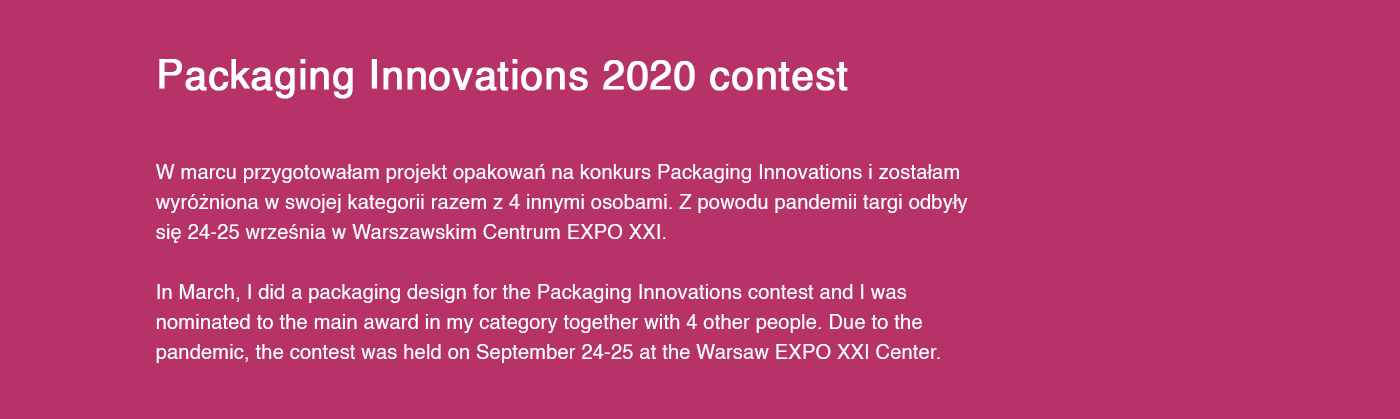 Packaging Innovations 2020 contest
W marcu przygotowałam projekt opakowań na konkurs Packaging Innovations i zostałam
wyróżniona w swojej kategorii razem z 4 innymi osobami. Z powodu pandemii targi odbyły
się 24-25 września w Warszawskim Centrum EXPO XXI.
In March, I did a packaging design for the Packaging Innovations contest and I was
nominated to the main award in my category together with 4 other people. Due to the
pandemic, the contest was held on September 24-25 at the Warsaw EXPO XXI Center.